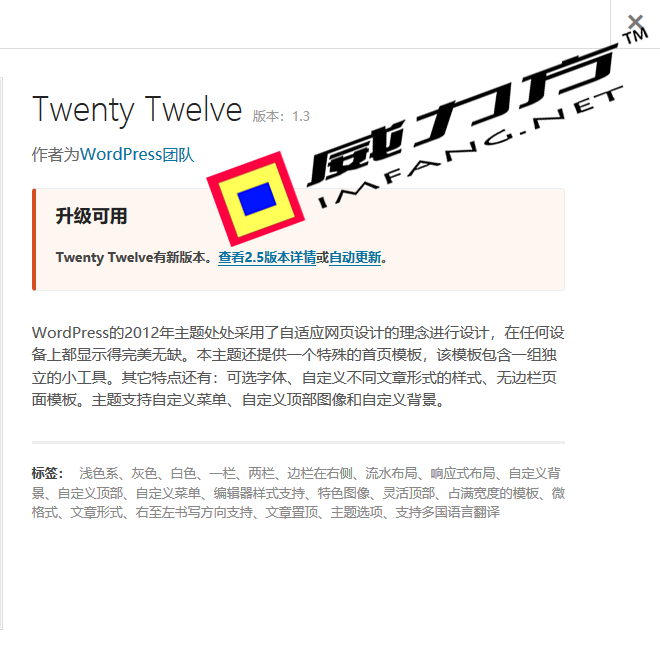 ×
威力方™
IMFANG.NET
Twenty Twelve 版本：1.3
作者为WordPress团队
升级可用
Twenty Twelve有新版本。查看2.5版本详情或自动更新。
WordPress的2012年主题处处采用了自适应网页设计的理念进行设计，在任何设
备上都显示得完美无缺。本主题还提供一个特殊的首页模板，该模板包含一组独
立的小工具。其它特点还有：可选字体、自定义不同文章形式的样式、无边栏页
面模板。主题支持自定义菜单、自定义顶部图像和自定义背景。
标签： 浅色系、灰色、白色、一栏、两栏、边栏在右侧、流水布局、响应式布局、自定义背
景、自定义顶部、自定义菜单、编辑器样式支持、特色图像、灵活顶部、占满宽度的模板、微
格式、文章形式、右至左书写方向支持、文章置顶、主题选项、支持多国语言翻译